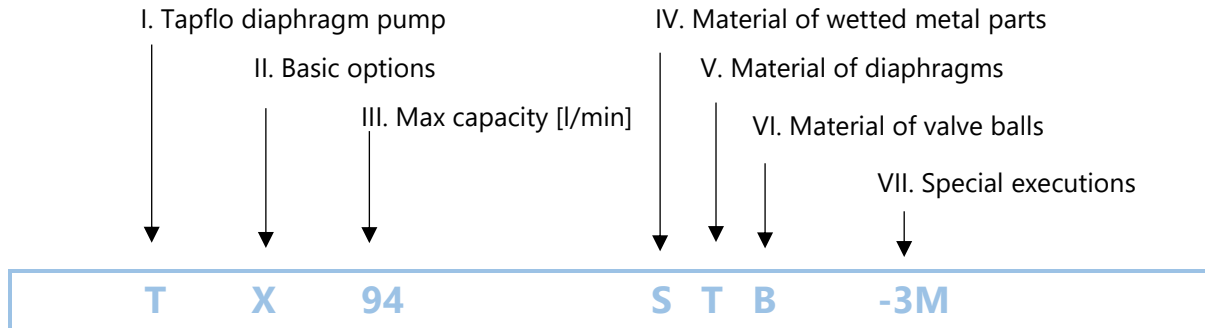 I. Tapflo diaphragm pump
IV. Material of wetted metal parts
II. Basic options
V. Material of diaphragms
III. Max capacity [l/min]
VI. Material of valve balls
VII. Special executions
T X 94 S T B -3M